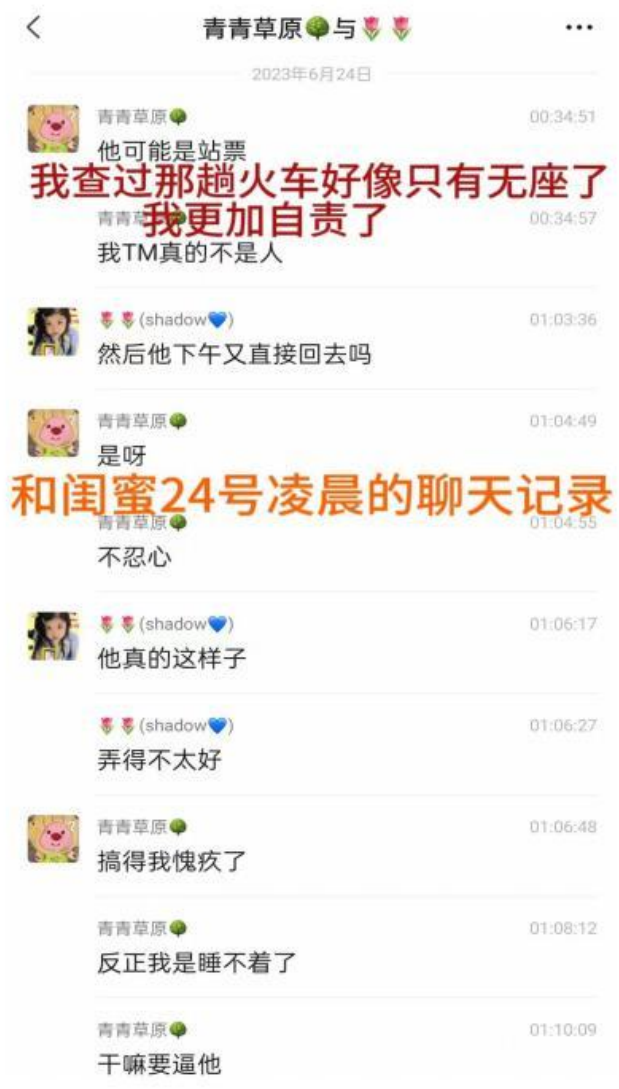 青青草原🌳与🌷🌷
2023年6月24日
青青草原🌳 00:34:51
他可能是站票
我查过那趟火车好像只有无座了
青青草原🌳 00:34:57
我更加自责了
我TM真的不是人
🌷🌷(shadow💙) 01:03:36
然后他下午又直接回去吗
青青草原🌳 01:04:49
是呀
和闺蜜24号凌晨的聊天记录
青青草原🌳 01:04:55
不忍心
🌷🌷(shadow💙) 01:06:17
他真的这样子
🌷🌷(shadow💙) 01:06:27
弄得不太好
青青草原🌳 01:06:48
搞得我愧疚了
青青草原🌳 01:08:12
反正我是睡不着了
青青草原🌳 01:10:09
干嘛要逼他